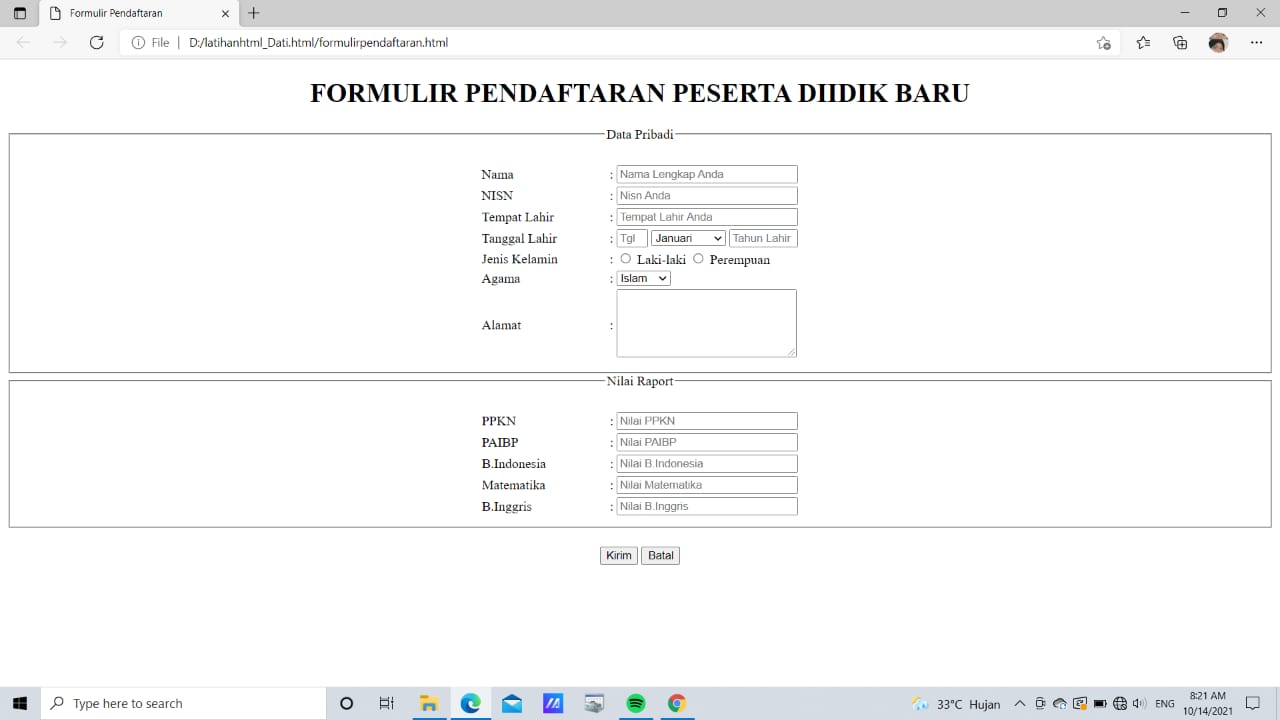 Formulir Pendaftaran
File | D:/latihanhtml_Dati.html/formulirpendaftaran.html
FORMULIR PENDAFTARAN PESERTA DIIDIK BARU
Data Pribadi
Nama : Nama Lengkap Anda
NISN : Nisn Anda
Tempat Lahir : Tempat Lahir Anda
Tanggal Lahir : Tgl Januari Tahun Lahir
Jenis Kelamin : Laki-laki Perempuan
Agama : Islam
Alamat :
Nilai Raport
PPKN : Nilai PPKN
PAIBP : Nilai PAIBP
B.Indonesia : Nilai B.Indonesia
Matematika : Nilai Matematika
B.Inggris : Nilai B.Inggris
Kirim Batal
Type here to search
33°C Hujan
ENG
8:21 AM
10/14/2021